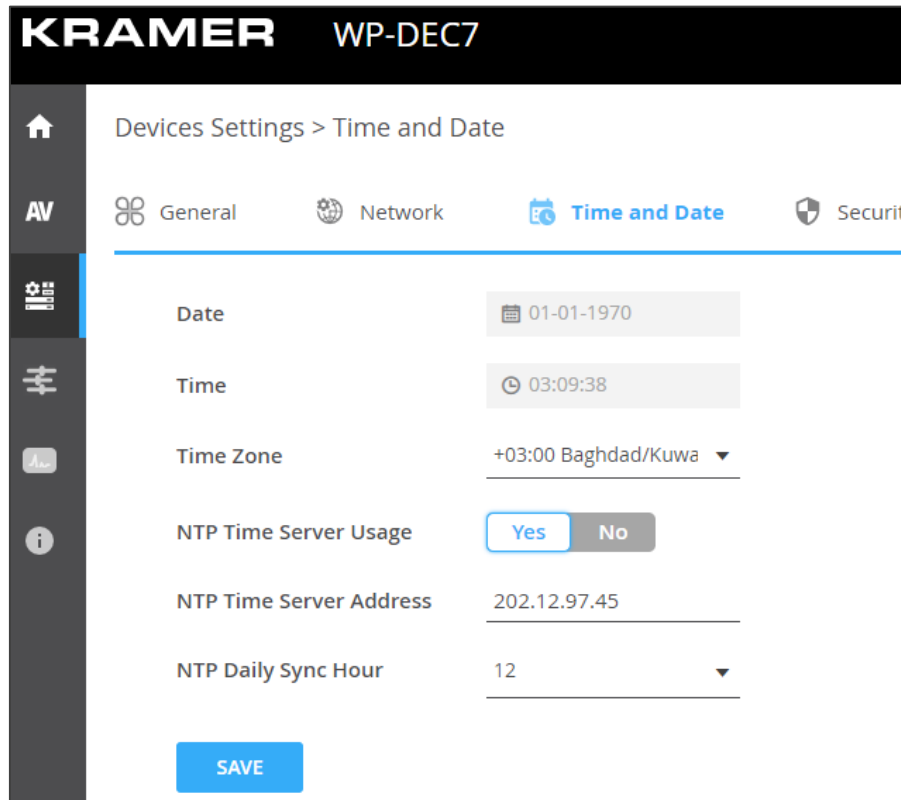 KRAMER WP-DEC7
Devices Settings > Time and Date
AV
General Network Time and Date Securit
Date 01-01-1970
Time 03:09:38
Time Zone +03:00 Baghdad/Kuwa
NTP Time Server Usage Yes No
NTP Time Server Address 202.12.97.45
NTP Daily Sync Hour 12
SAVE